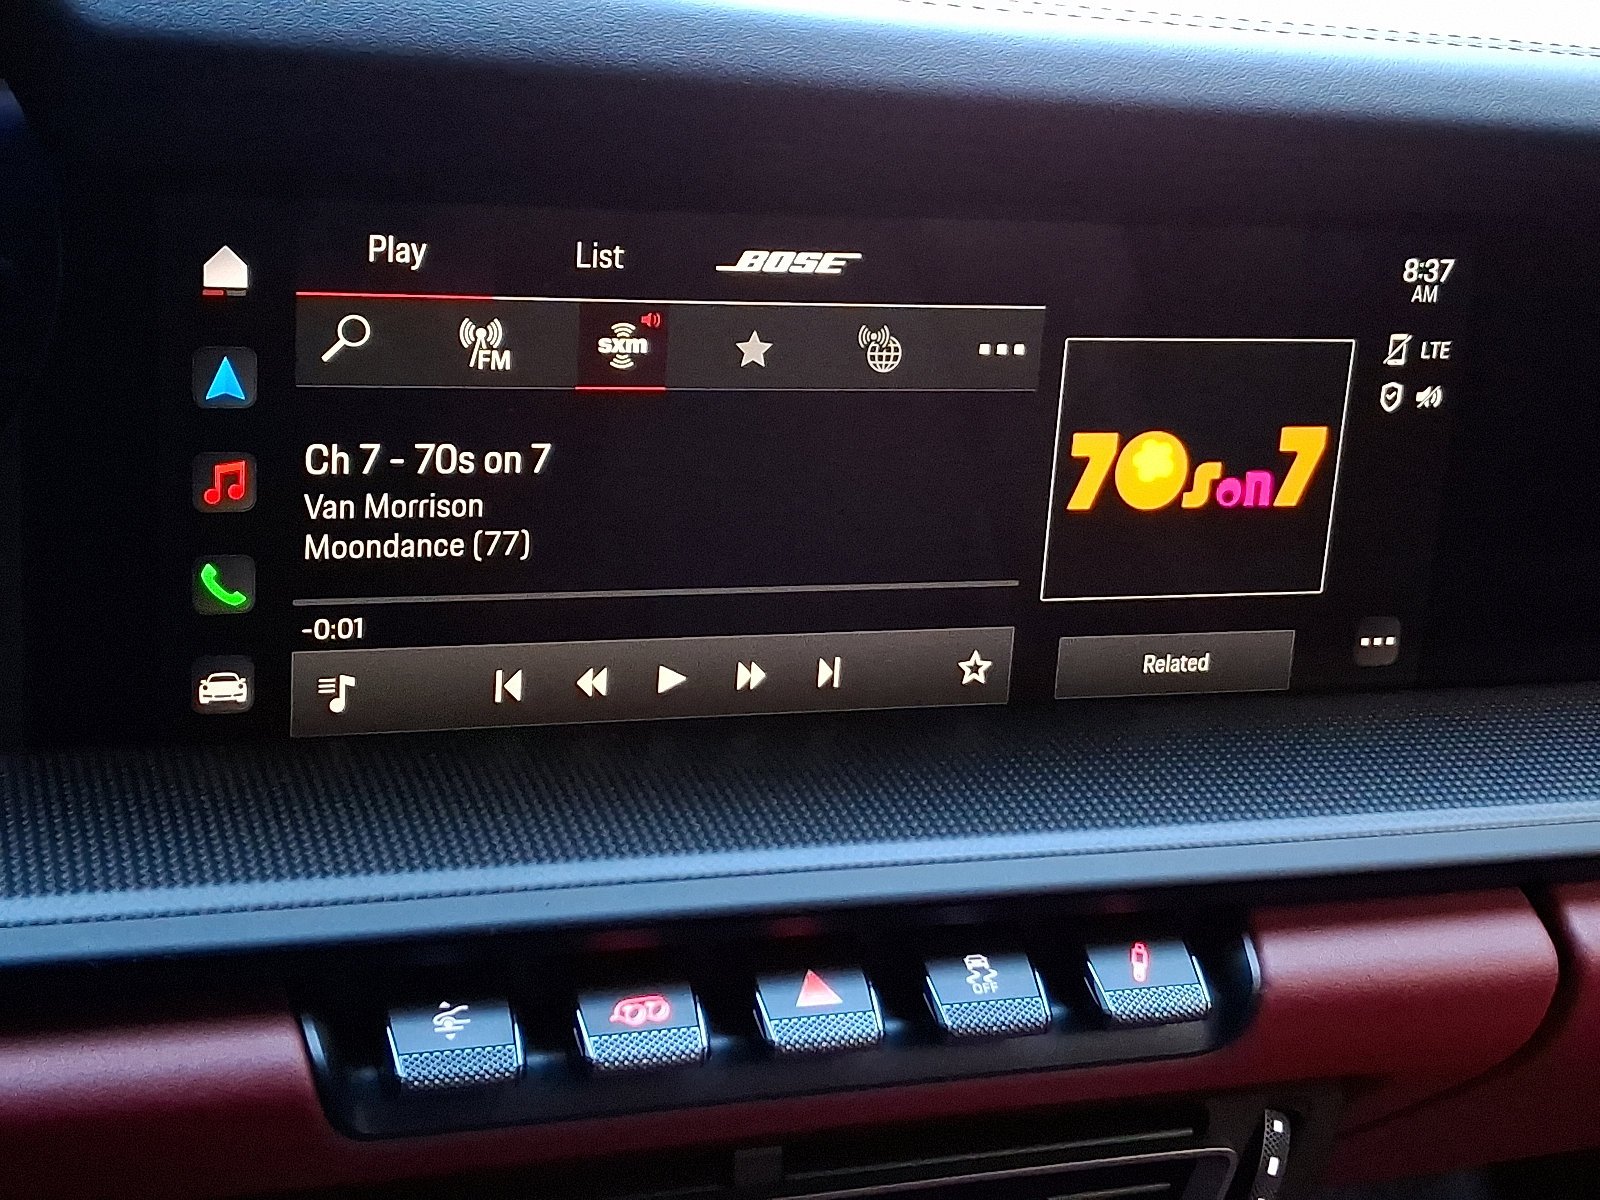 Play
List
BOSE
8:37
AM
FM
sxm
LTE
Ch 7 - 70s on 7
Van Morrison
Moondance (77)
70s on 7
-0:01
Related
OFF